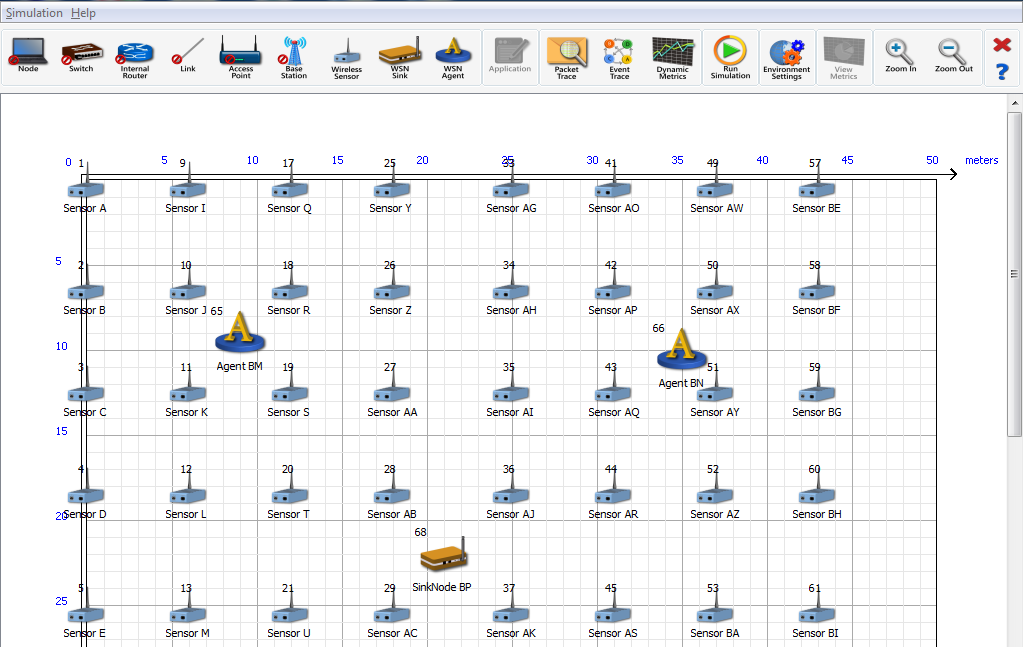 Simulation Help
Node Switch Internal Router Link Access Point Base Station Wireless Sensor WSN Sink WSN Agent Application Packet Trace Event Trace Dynamic Metrics Run Simulation Environment Settings View Metrics Zoom In Zoom Out ?
0 5 10 15 20 25 30 35 40 45 50 meters
1 9 17 25 33 41 49 57
Sensor A Sensor I Sensor Q Sensor Y Sensor AG Sensor AO Sensor AW Sensor BE
5
2 10 18 26 34 42 50 58
Sensor B Sensor J Sensor R Sensor Z Sensor AH Sensor AP Sensor AX Sensor BF
65 A
66 A
10
Agent BM
Agent BN
3 11 19 27 35 43 51 59
Sensor C Sensor K Sensor S Sensor AA Sensor AI Sensor AQ Sensor AY Sensor BG
15
4 12 20 28 36 44 52 60
Sensor D Sensor L Sensor T Sensor AB Sensor AJ Sensor AR Sensor AZ Sensor BH
20
68
SinkNode BP
5 13 21 29 37 45 53 61
25
Sensor E Sensor M Sensor U Sensor AC Sensor AK Sensor AS Sensor BA Sensor BI